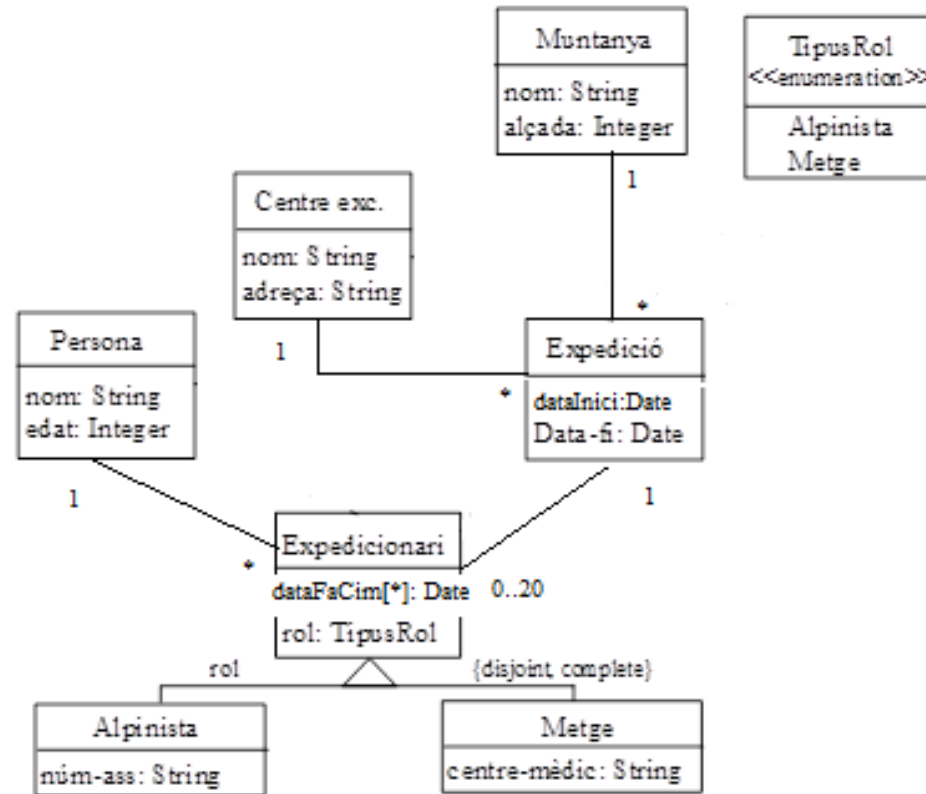 Muntanya
nom: String
alçada: Integer
TipusRol
<<enumeration>>
Alpinista
Metge
1
Centre exc.
nom: String
adreça: String
*
1
Expedició
*
dataInici:Date
Data-fi: Date
Persona
nom: String
edat: Integer
1
1
Expedicionari
*
dataFaCim[*]: Date
0..20
rol: TipusRol
rol
{disjoint, complete}
Alpinista
núm-ass: String
Metge
centre-mèdic: String